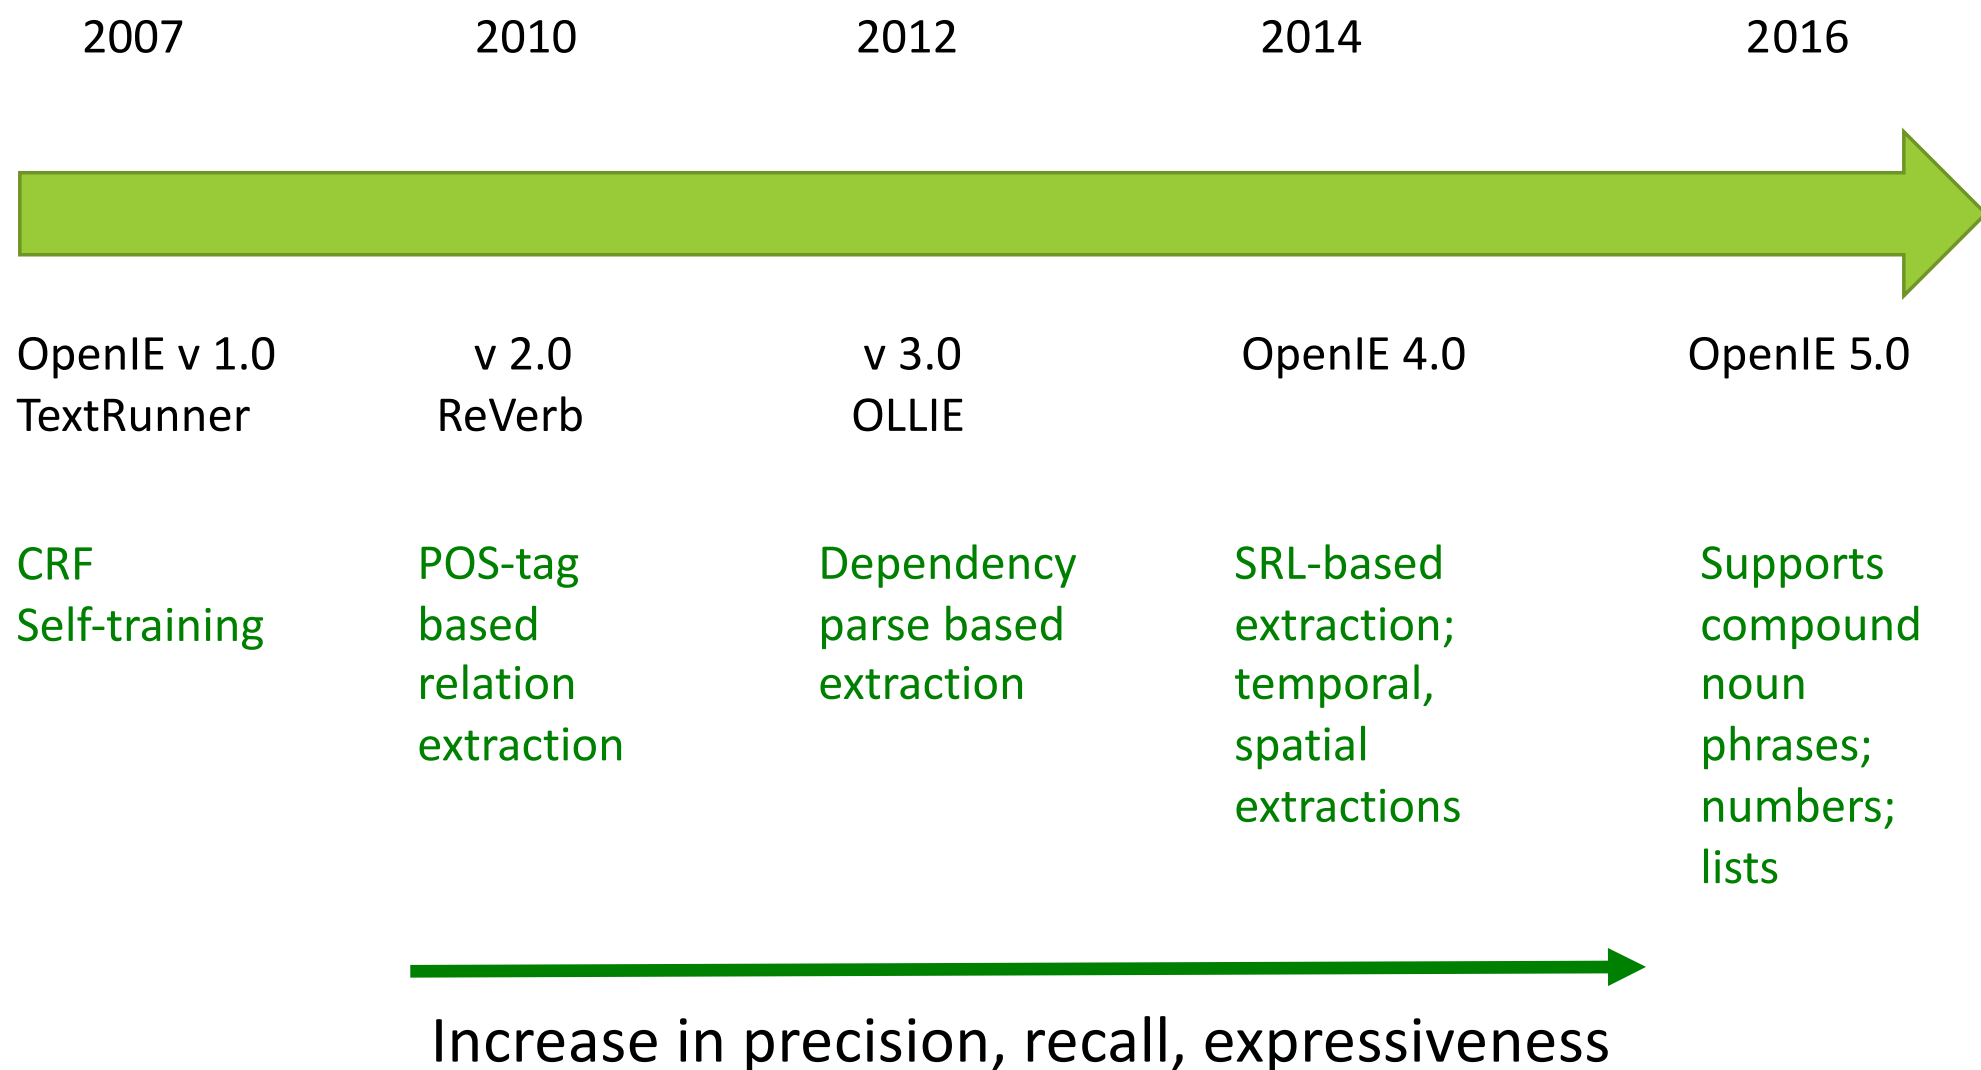 2007 2010 2012 2014 2016
OpenIE v 1.0 v 2.0 v 3.0 OpenIE 4.0 OpenIE 5.0
TextRunner ReVerb OLLIE
CRF POS-tag Dependency SRL-based Supports
Self-training based parse based extraction; compound
relation extraction temporal, noun
extraction spatial phrases;
extractions numbers;
lists
Increase in precision, recall, expressiveness